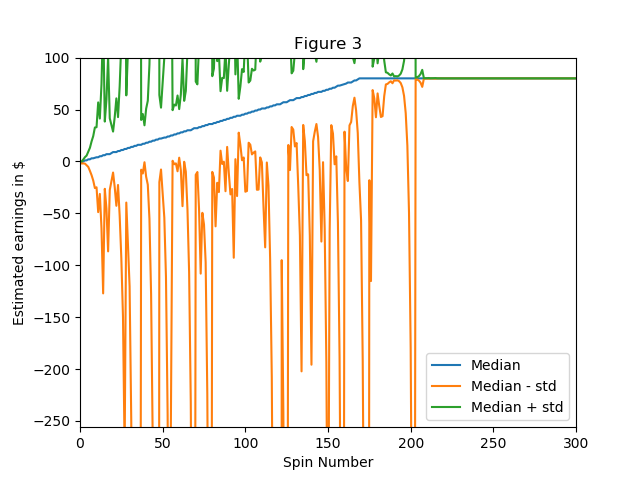 Figure 3
Estimated earnings in $
100
50
0
−50
−100
−150
−200
−250
0 50 100 150 200 250 300
Spin Number
Median
Median - std
Median + std